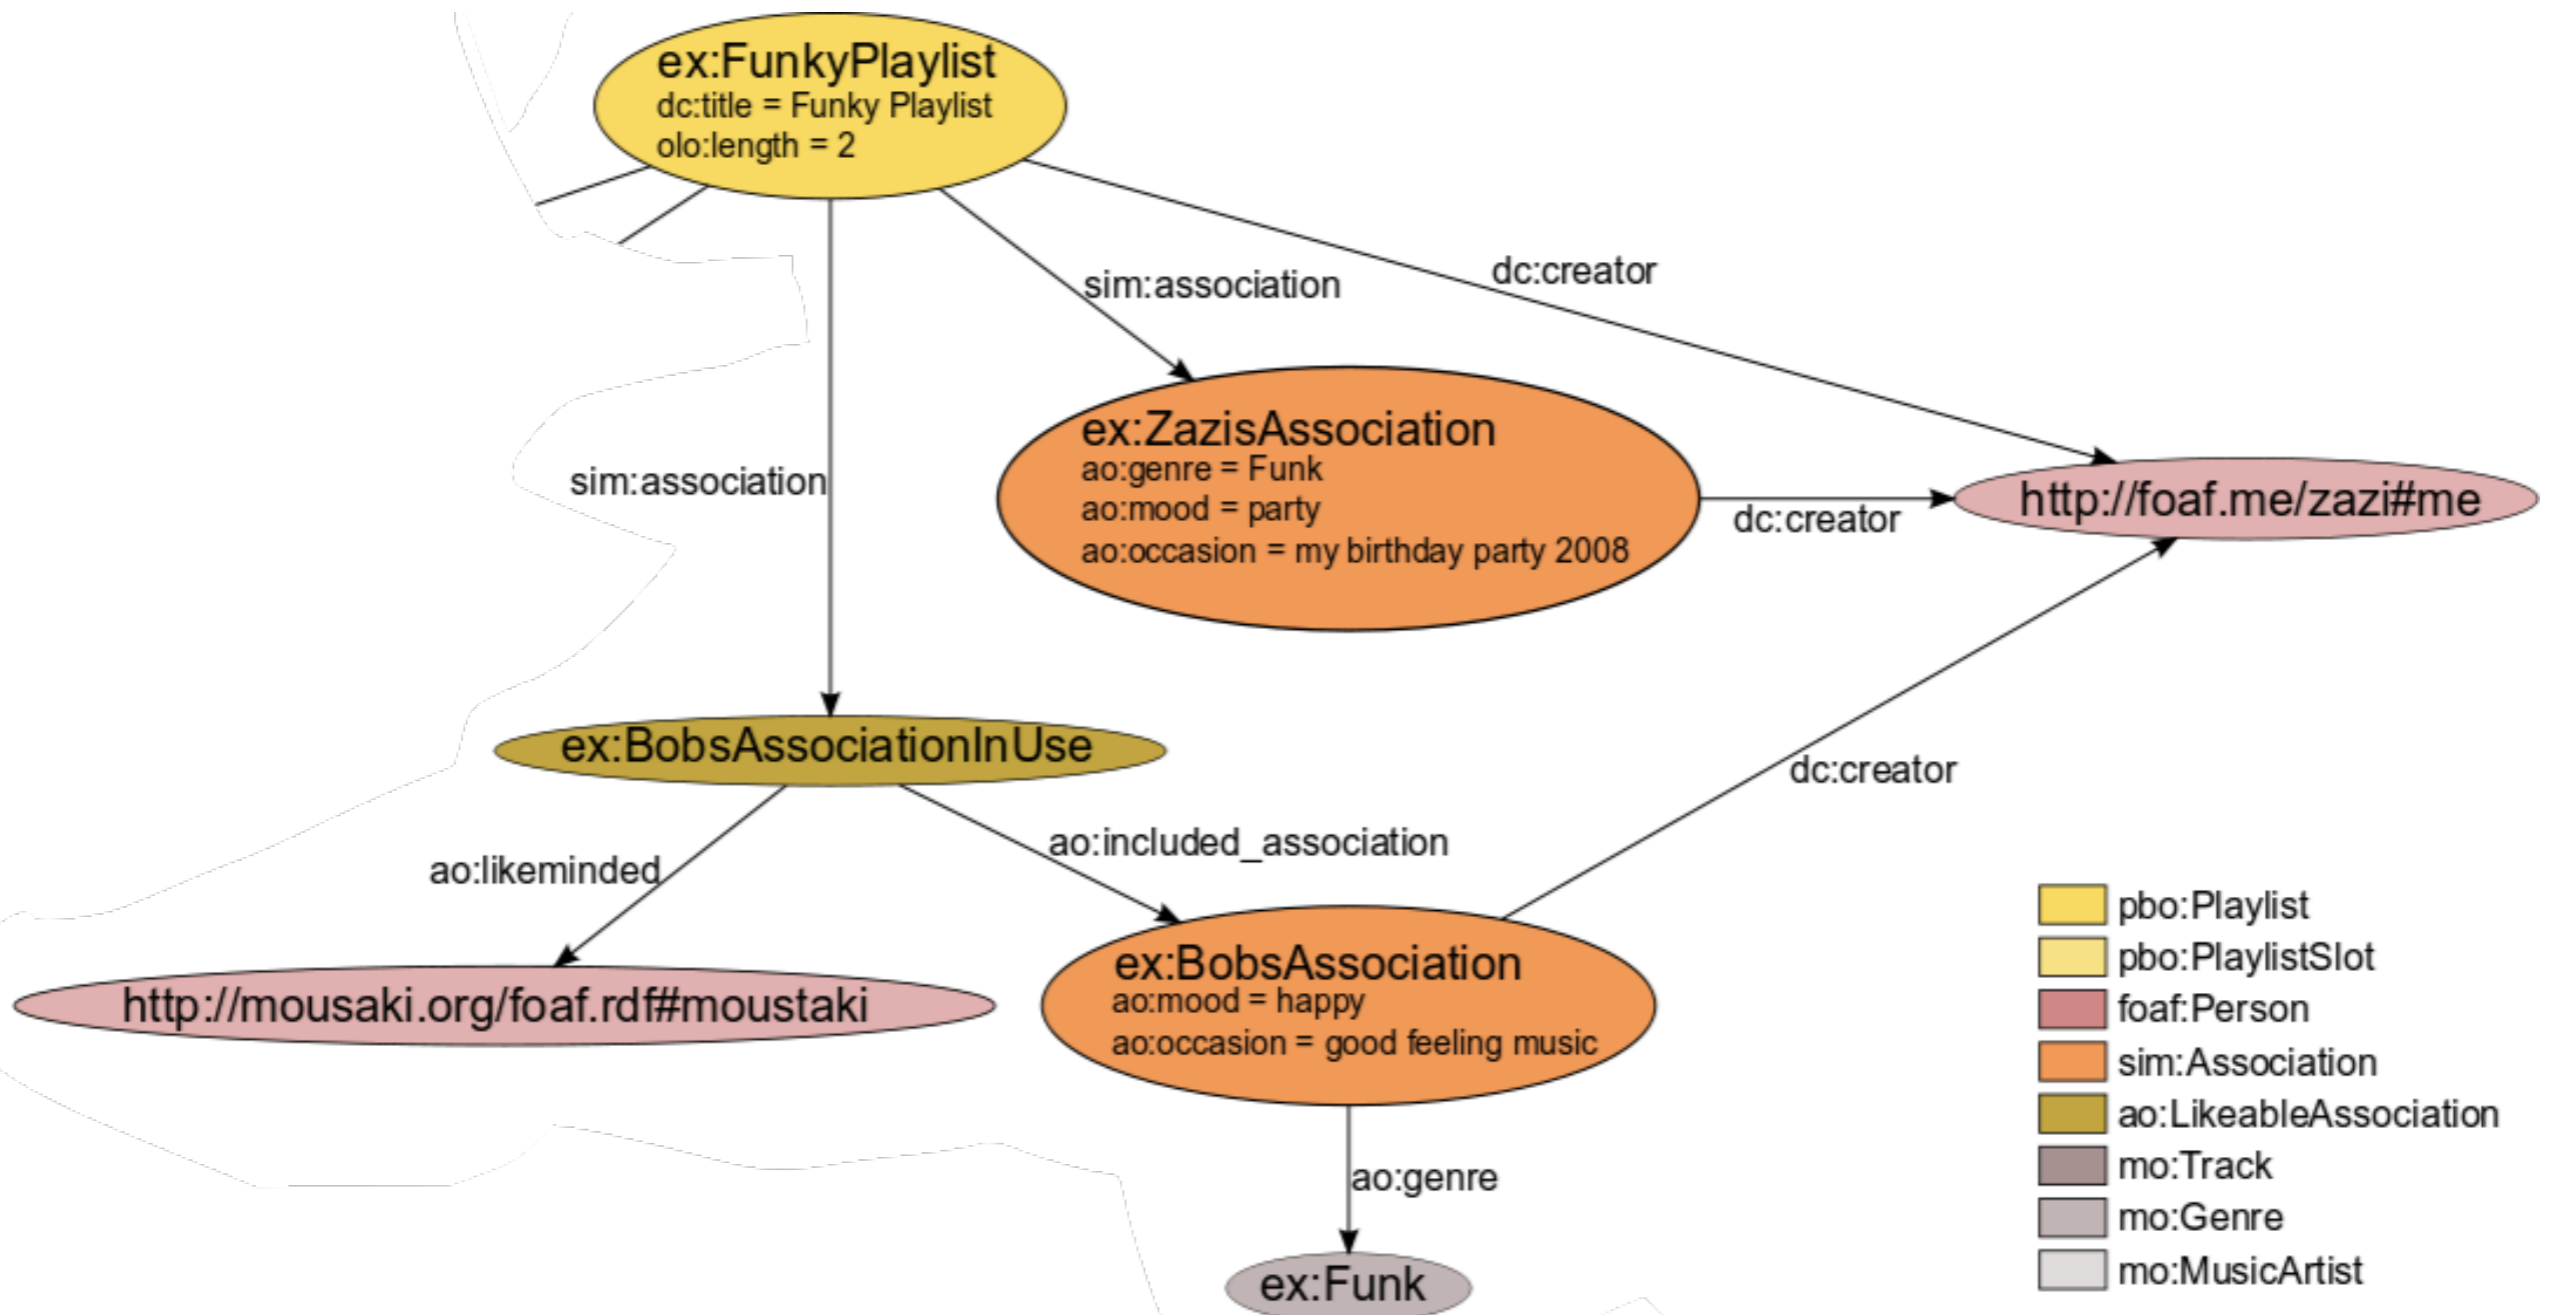 ex:FunkyPlaylist
dc:title = Funky Playlist
olo:length = 2
dc:creator
sim:association
ex:ZazisAssociation
ao:genre = Funk
ao:mood = party
ao:occasion = my birthday party 2008
sim:association
http://foaf.me/zazi#me
dc:creator
ex:BobsAssociationInUse
dc:creator
ao:included_association
ao:likeminded
http://mousaki.org/foaf.rdf#moustaki
ex:BobsAssociation
ao:mood = happy
ao:occasion = good feeling music
ao:genre
ex:Funk
pbo:Playlist
pbo:PlaylistSlot
foaf:Person
sim:Association
ao:LikeableAssociation
mo:Track
mo:Genre
mo:MusicArtist